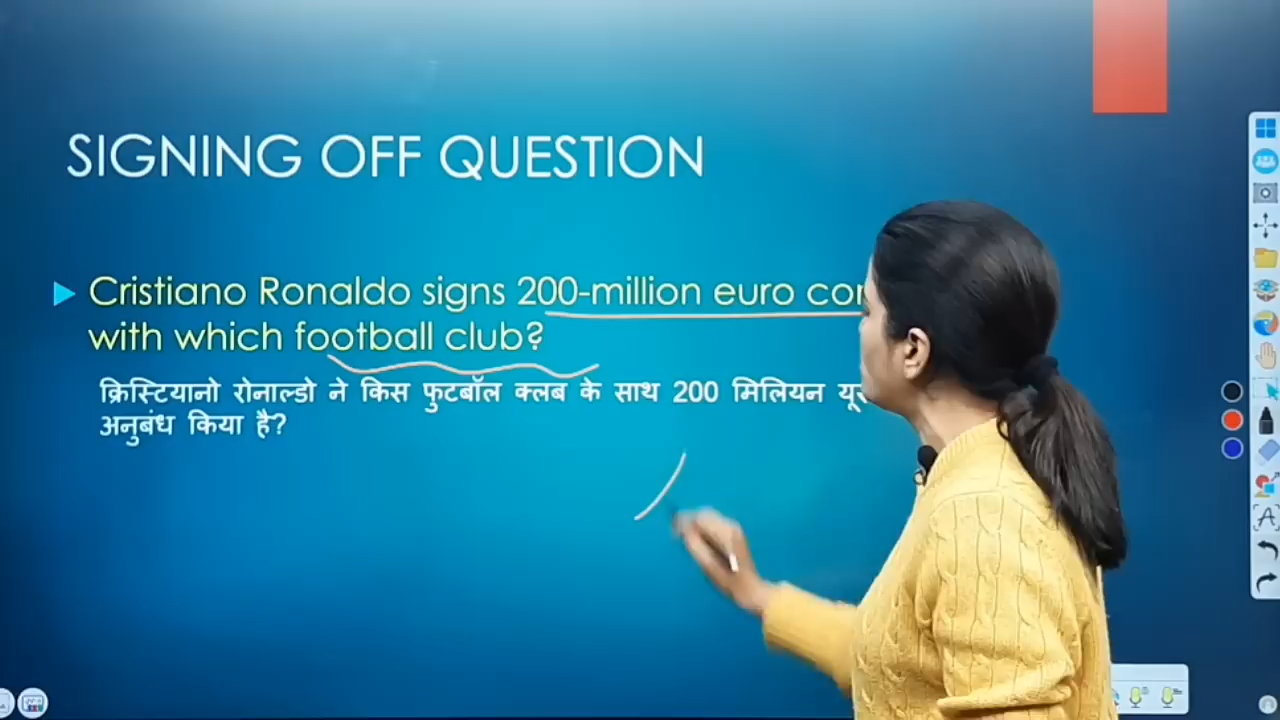 SIGNING OFF QUESTION
Cristiano Ronaldo signs 200-million euro
with which football club?
क्रिस्टियानो रोनाल्डो ने किस फुटबॉल क्लब के साथ 200 मिलियन
अनुबंध किया है?